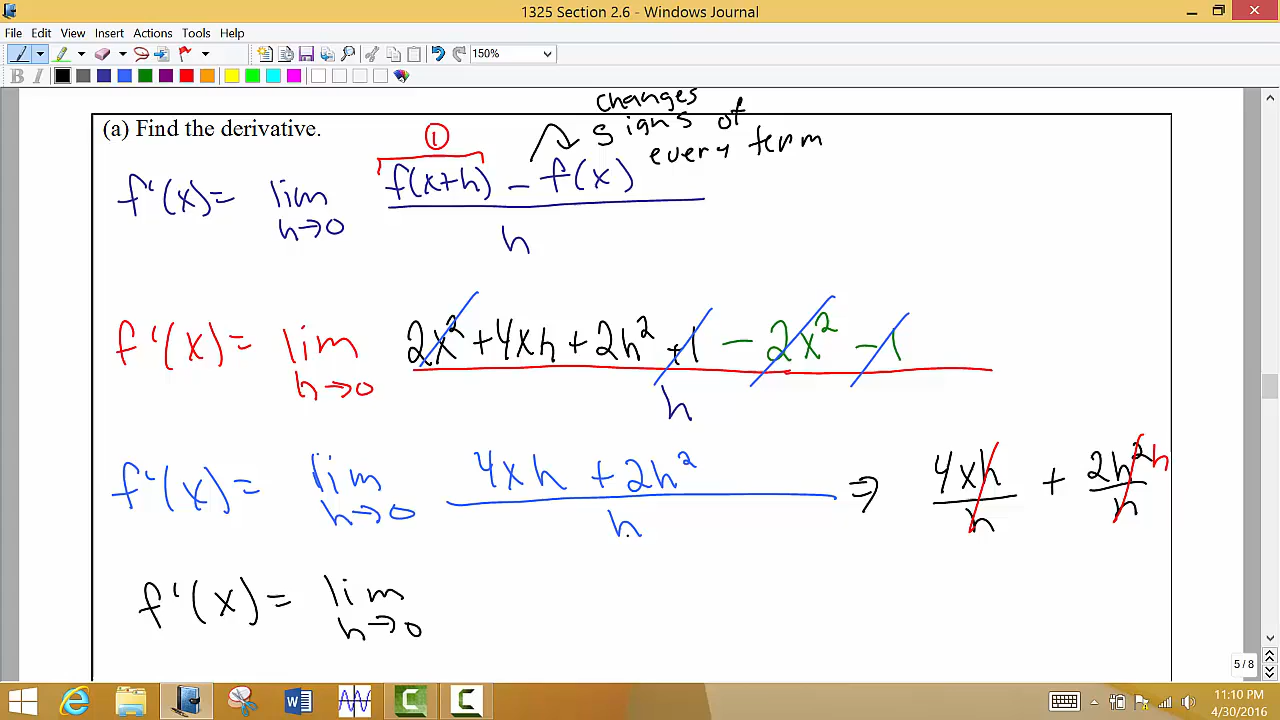 1325 Section 2.6 - Windows Journal
File Edit View Insert Actions Tools Help
150%
B I
(a) Find the derivative.
changes
signs of
every term
①
f'(x)= lim h→0 (f(x+h) - f(x))/h
f'(x)= lim h→0 (2x²+4xh+2h²+1 - 2x² - 1)/h
f'(x)= lim h→0 (4xh + 2h²)/h ⇒ 4xh/h + 2h²/h h
f'(x)= lim h→0
5 / 8
11:10 PM
4/30/2016